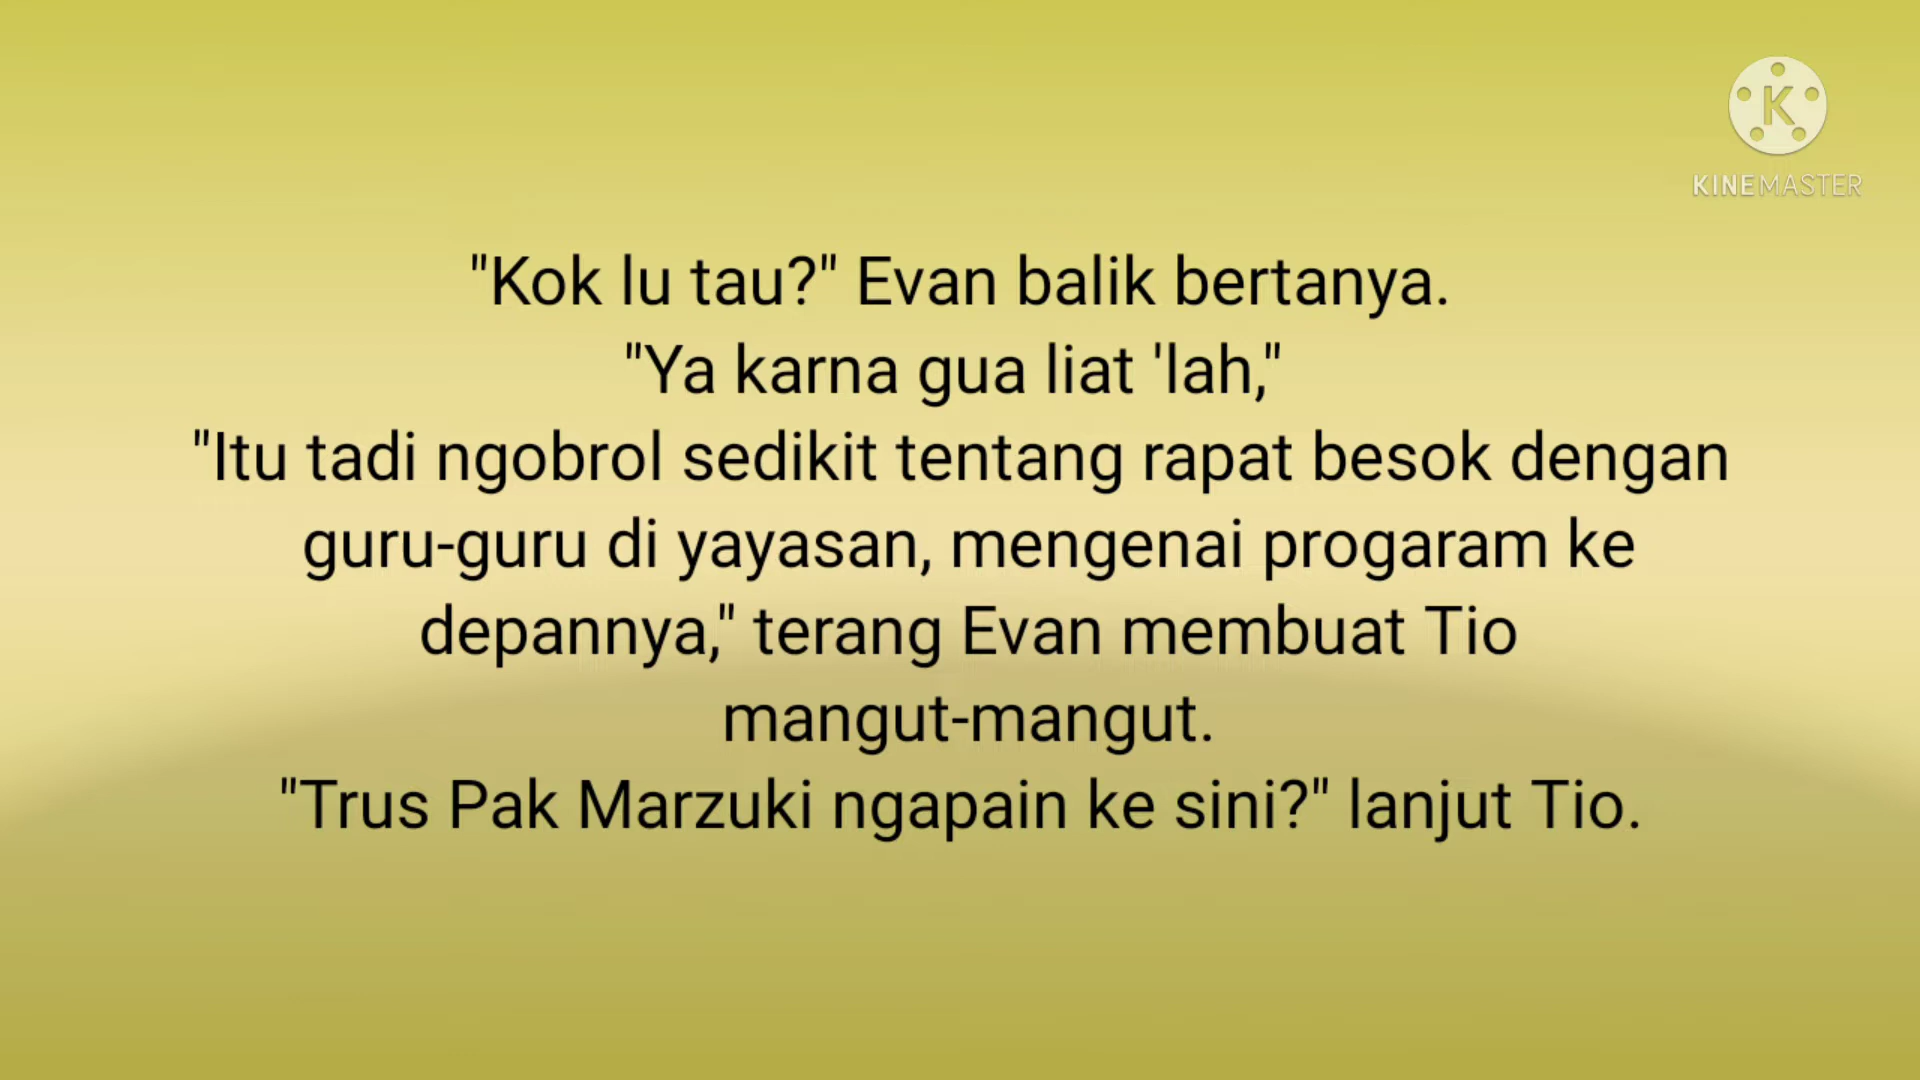 K
KINEMASTER
"Kok lu tau?" Evan balik bertanya.
"Ya karna gua liat 'lah,"
"Itu tadi ngobrol sedikit tentang rapat besok dengan
guru-guru di yayasan, mengenai progaram ke
depannya," terang Evan membuat Tio
mangut-mangut.
"Trus Pak Marzuki ngapain ke sini?" lanjut Tio.